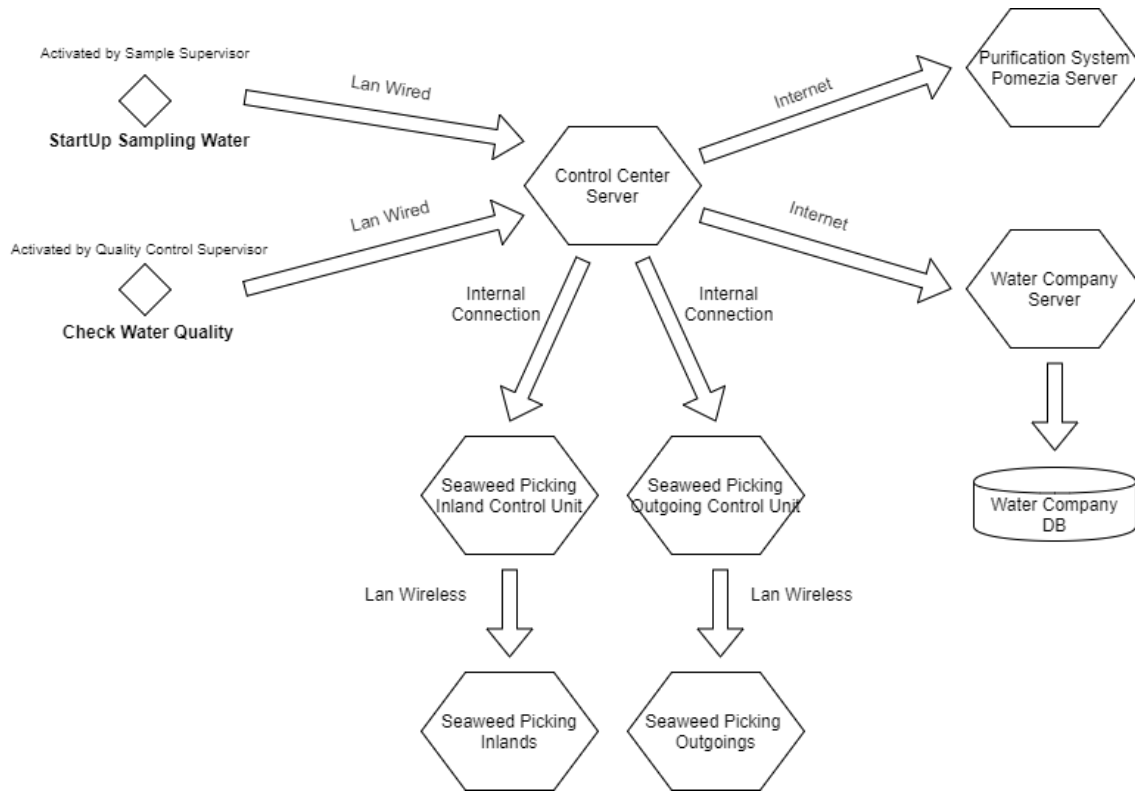 Activated by Sample Supervisor
StartUp Sampling Water
Lan Wired
Activated by Quality Control Supervisor
Check Water Quality
Lan Wired
Control Center
Server
Internet
Purification System
Pomezia Server
Internet
Water Company
Server
Water Company
DB
Internal
Connection
Internal
Connection
Seaweed Picking
Inland Control Unit
Seaweed Picking
Outgoing Control Unit
Lan Wireless
Lan Wireless
Seaweed Picking
Inlands
Seaweed Picking
Outgoings